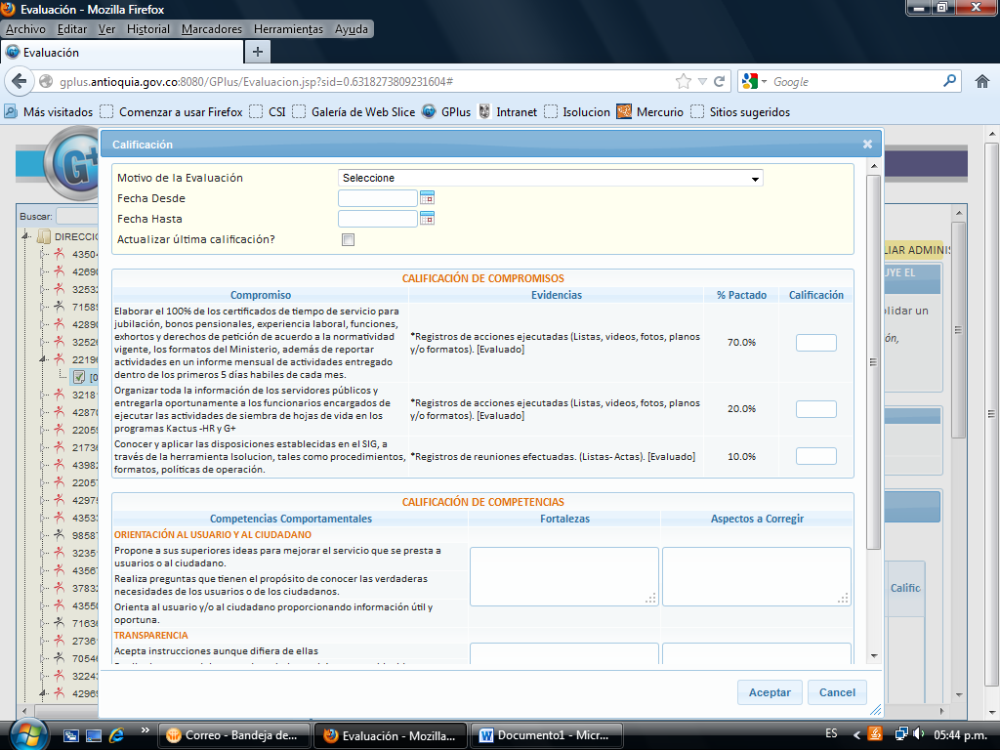 Evaluación - Mozilla Firefox
Archivo Editar Ver Historial Marcadores Herramientas Ayuda
Evaluación
gplus.antioquia.gov.co:8080/GPlus/Evaluacion.jsp?sid=0.6318273809231604#
Google
Más visitados Comenzar a usar Firefox CSI Galería de Web Slice GPlus Intranet Isolucion Mercurio Sitios sugeridos
G+
Calificación
Motivo de la Evaluación Seleccione
Fecha Desde
Fecha Hasta
Actualizar última calificación?
Buscar:
DIRECCIO
43504
42690
32532
71589
42890
32526
22196
[0
32181
42870
22059
21736
43982
22057
42975
43533
98587
32351
43567
37832
43550
71636
27361
70546
32243
42969
CALIFICACIÓN DE COMPROMISOS
Compromiso Evidencias % Pactado Calificación
Elaborar el 100% de los certificados de tiempo de servicio para
jubilación, bonos pensionales, experiencia laboral, funciones,
exhortos y derechos de petición de acuerdo a la normatividad
vigente, los formatos del Ministerio, además de reportar
actividades en un informe mensual de actividades entregado
dentro de los primeros 5 días habiles de cada mes.
*Registros de acciones ejecutadas (Listas, videos, fotos, planos
y/o formatos). [Evaluado]
70.0%
Organizar toda la información de los servidores públicos y
entregarla oportunamente a los funcionarios encargados de
ejecutar las actividades de siembra de hojas de vida en los
programas Kactus -HR y G+
*Registros de acciones ejecutadas (Listas, videos, fotos, planos
y/o formatos). [Evaluado]
20.0%
Conocer y aplicar las disposiciones establecidas en el SIG, a
través de la herramienta Isolucion, tales como procedimientos,
formatos, políticas de operación.
*Registros de reuniones efectuadas. (Listas- Actas). [Evaluado]
10.0%
CALIFICACIÓN DE COMPETENCIAS
Competencias Comportamentales Fortalezas Aspectos a Corregir
ORIENTACIÓN AL USUARIO Y AL CIUDADANO
Propone a sus superiores ideas para mejorar el servicio que se presta a
usuarios o al ciudadano.
Realiza preguntas que tienen el propósito de conocer las verdaderas
necesidades de los usuarios o de los ciudadanos.
Orienta al usuario y/o al ciudadano proporcionando información útil y
oportuna.
TRANSPARENCIA
Acepta instrucciones aunque difiera de ellas
Aceptar Cancel
LIAR ADMINIS
UYE EL
olidar un
ón,
Calific
Correo - Bandeja de... Evaluación - Mozilla... Documento1 - Micr... ES 05:44 p.m.